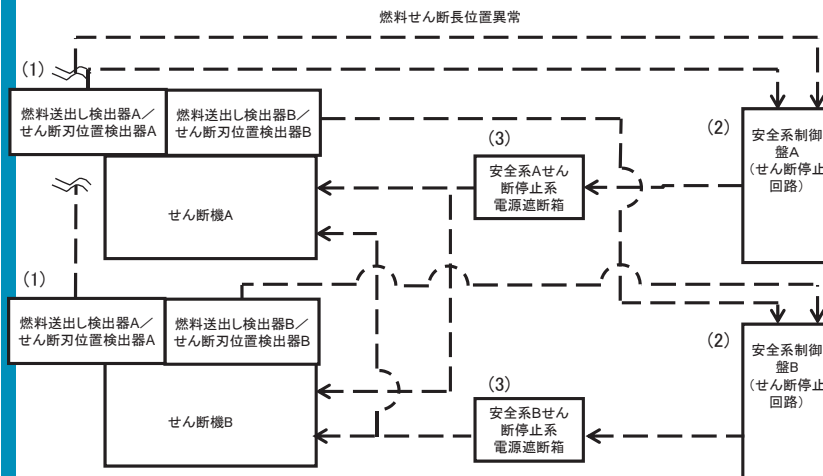 燃料せん断長位置異常
(1)
燃料送出し検出器A／
せん断刃位置検出器A
燃料送出し検出器B／
せん断刃位置検出器B
せん断機A
(3)
安全系Aせん
断停止系
電源遮断箱
(2)
安全系制御
盤A
(せん断停止
回路)
(1)
燃料送出し検出器A／
せん断刃位置検出器A
燃料送出し検出器B／
せん断刃位置検出器B
せん断機B
(3)
安全系Bせん
断停止系
電源遮断箱
(2)
安全系制御
盤B
(せん断停止
回路)